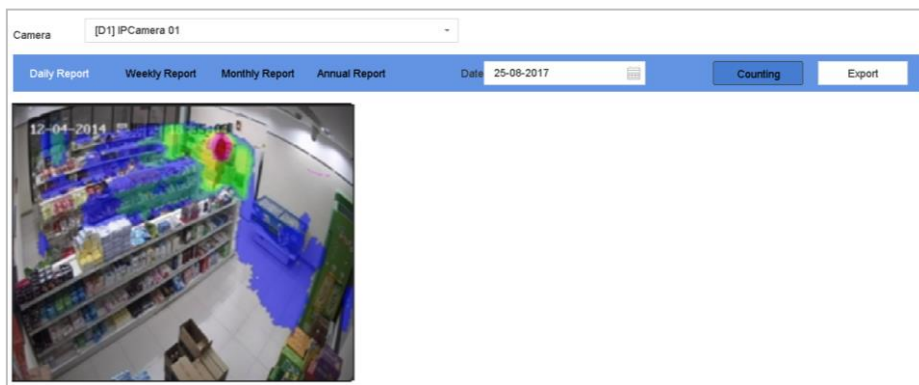 Camera [D1] IPCamera 01
Daily Report Weekly Report Monthly Report Annual Report Date 25-08-2017 Counting Export
12-04-2014